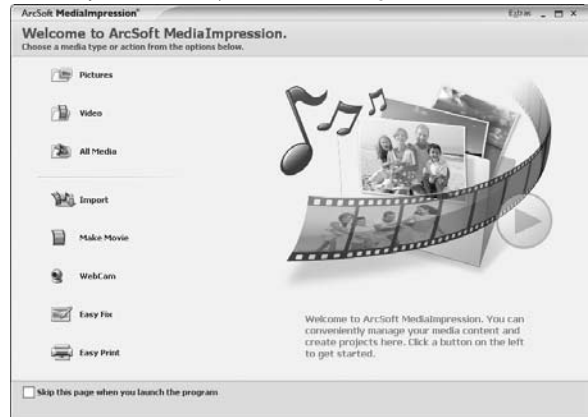 ArcSoft MediaImpression® Extras
Welcome to ArcSoft MediaImpression.
Choose a media type or action from the options below.
Pictures
Video
All Media
Import
Make Movie
WebCam
Easy Fix
Easy Print
Welcome to ArcSoft MediaImpression. You can
conveniently manage your media content and
create projects here. Click a button on the left
to get started.
Skip this page when you launch the program